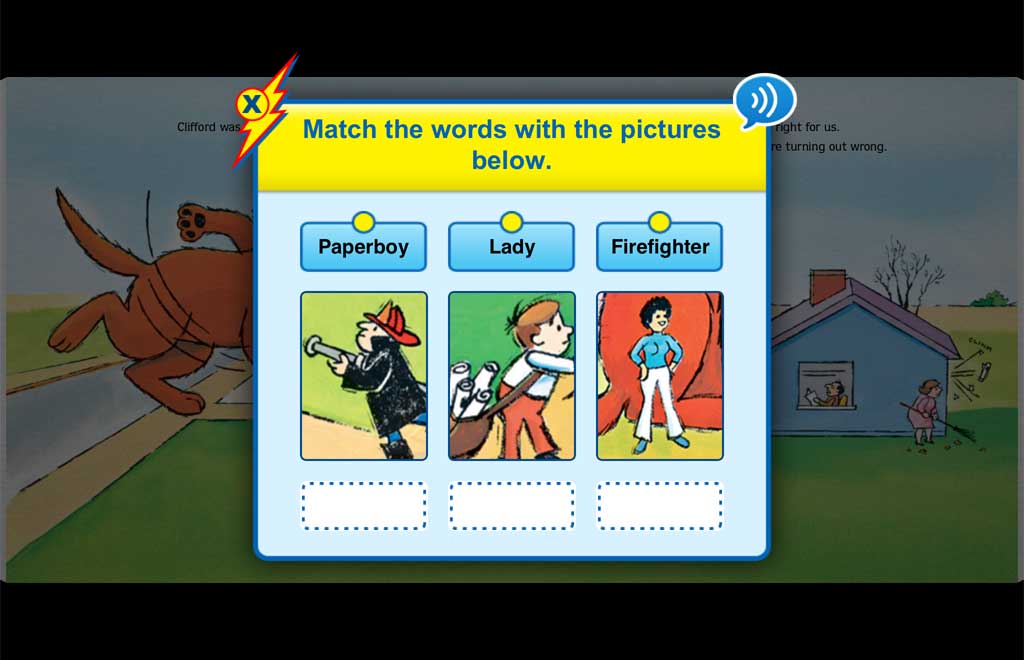 Clifford was
right for us.
re turning out wrong.
X
Match the words with the pictures
below.
Paperboy
Lady
Firefighter